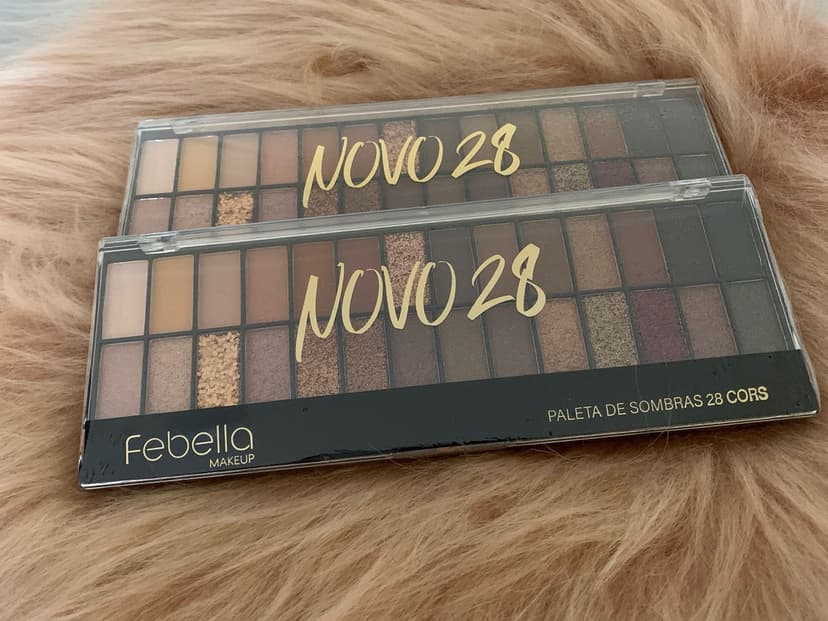 NOVO 28
NOVO 28
PALETA DE SOMBRAS 28 CORS
Febella
MAKEUP